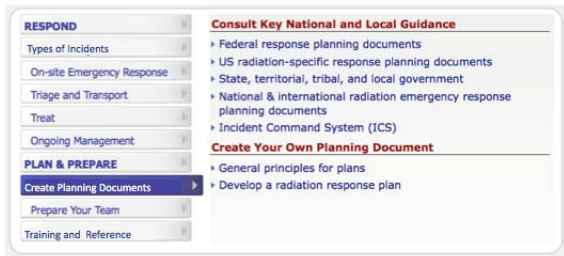 RESPOND
Types of Incidents
On-site Emergency Response
Triage and Transport
Treat
Ongoing Management
PLAN & PREPARE
Create Planning Documents
Prepare Your Team
Training and Reference
Consult Key National and Local Guidance
Federal response planning documents
US radiation-specific response planning documents
State, territorial, tribal, and local government
National & international radiation emergency response
planning documents
Incident Command System (ICS)
Create Your Own Planning Document
General principles for plans
Develop a radiation response plan